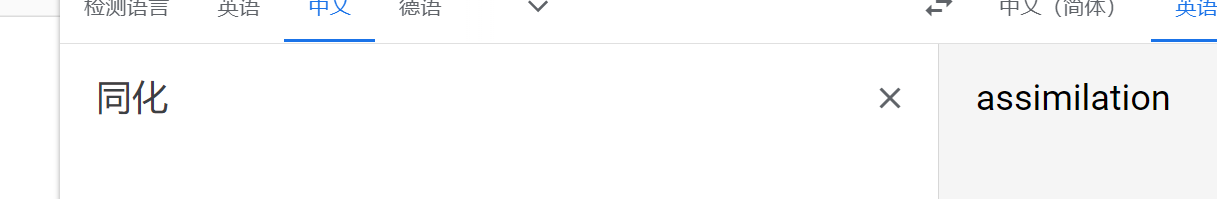 检测语言 英语 中文 德语 中文（简体） 英语
同化 assimilation